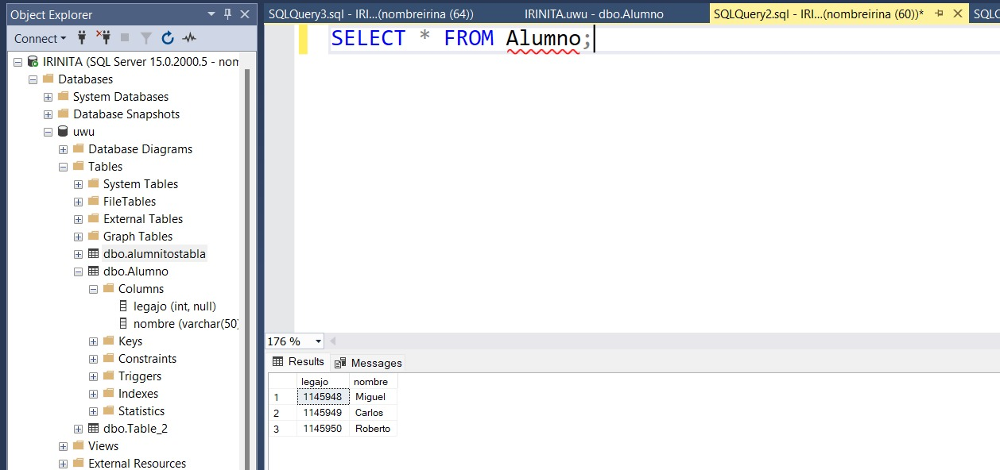 Object Explorer
Connect
IRINITA (SQL Server 15.0.2000.5 - nom
Databases
System Databases
Database Snapshots
uwu
Database Diagrams
Tables
System Tables
FileTables
External Tables
Graph Tables
dbo.alumnitostabla
dbo.Alumno
Columns
legajo (int, null)
nombre (varchar(50)
Keys
Constraints
Triggers
Indexes
Statistics
dbo.Table_2
Views
External Resources
SQLQuery3.sql - IRI...(nombreirina (64))
IRINITA.uwu - dbo.Alumno
SQLQuery2.sql - IRI...(nombreirina (60))*
SQLQ
SELECT * FROM Alumno;
176 %
Results Messages
legajo nombre
1 1145948 Miguel
2 1145949 Carlos
3 1145950 Roberto